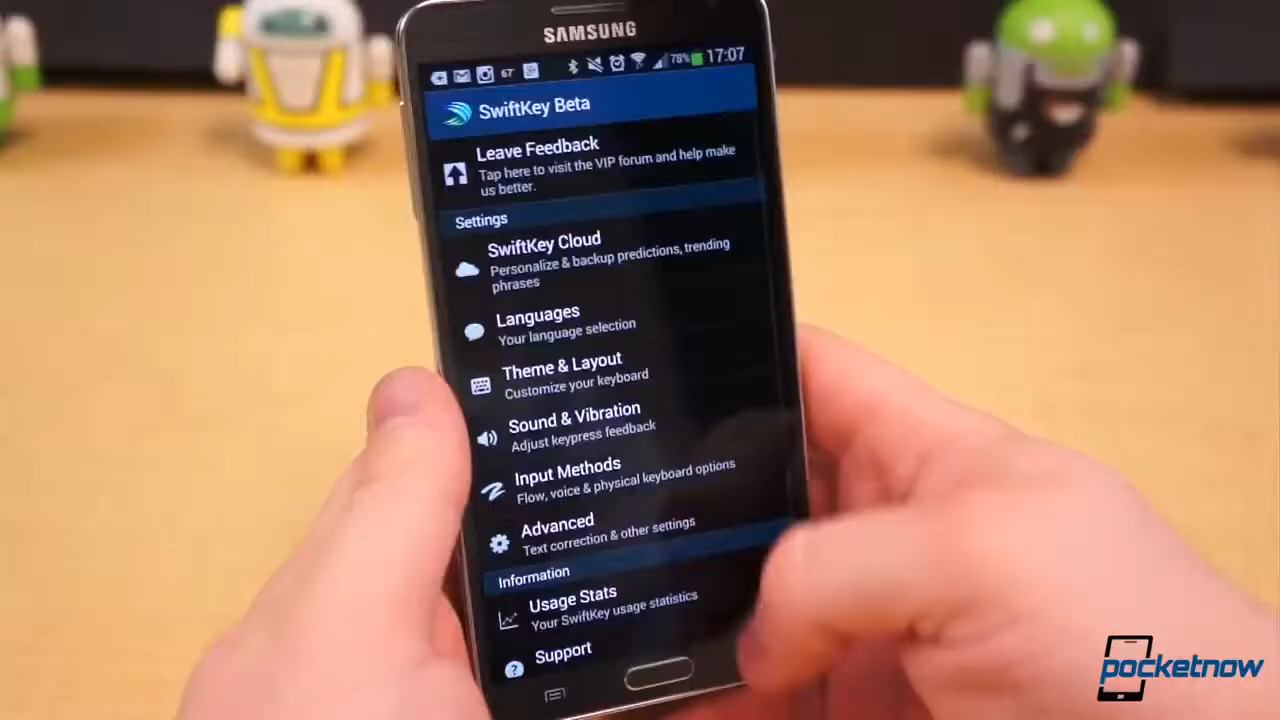 SAMSUNG
67° 78% 17:07
SwiftKey Beta
Leave Feedback
Tap here to visit the VIP forum and help make
us better.
Settings
SwiftKey Cloud
Personalize & backup predictions, trending
phrases
Languages
Your language selection
Theme & Layout
Customize your keyboard
Sound & Vibration
Adjust keypress feedback
Input Methods
Flow, voice & physical keyboard options
Advanced
Text correction & other settings
Information
Usage Stats
Your SwiftKey usage statistics
Support
pocketnow